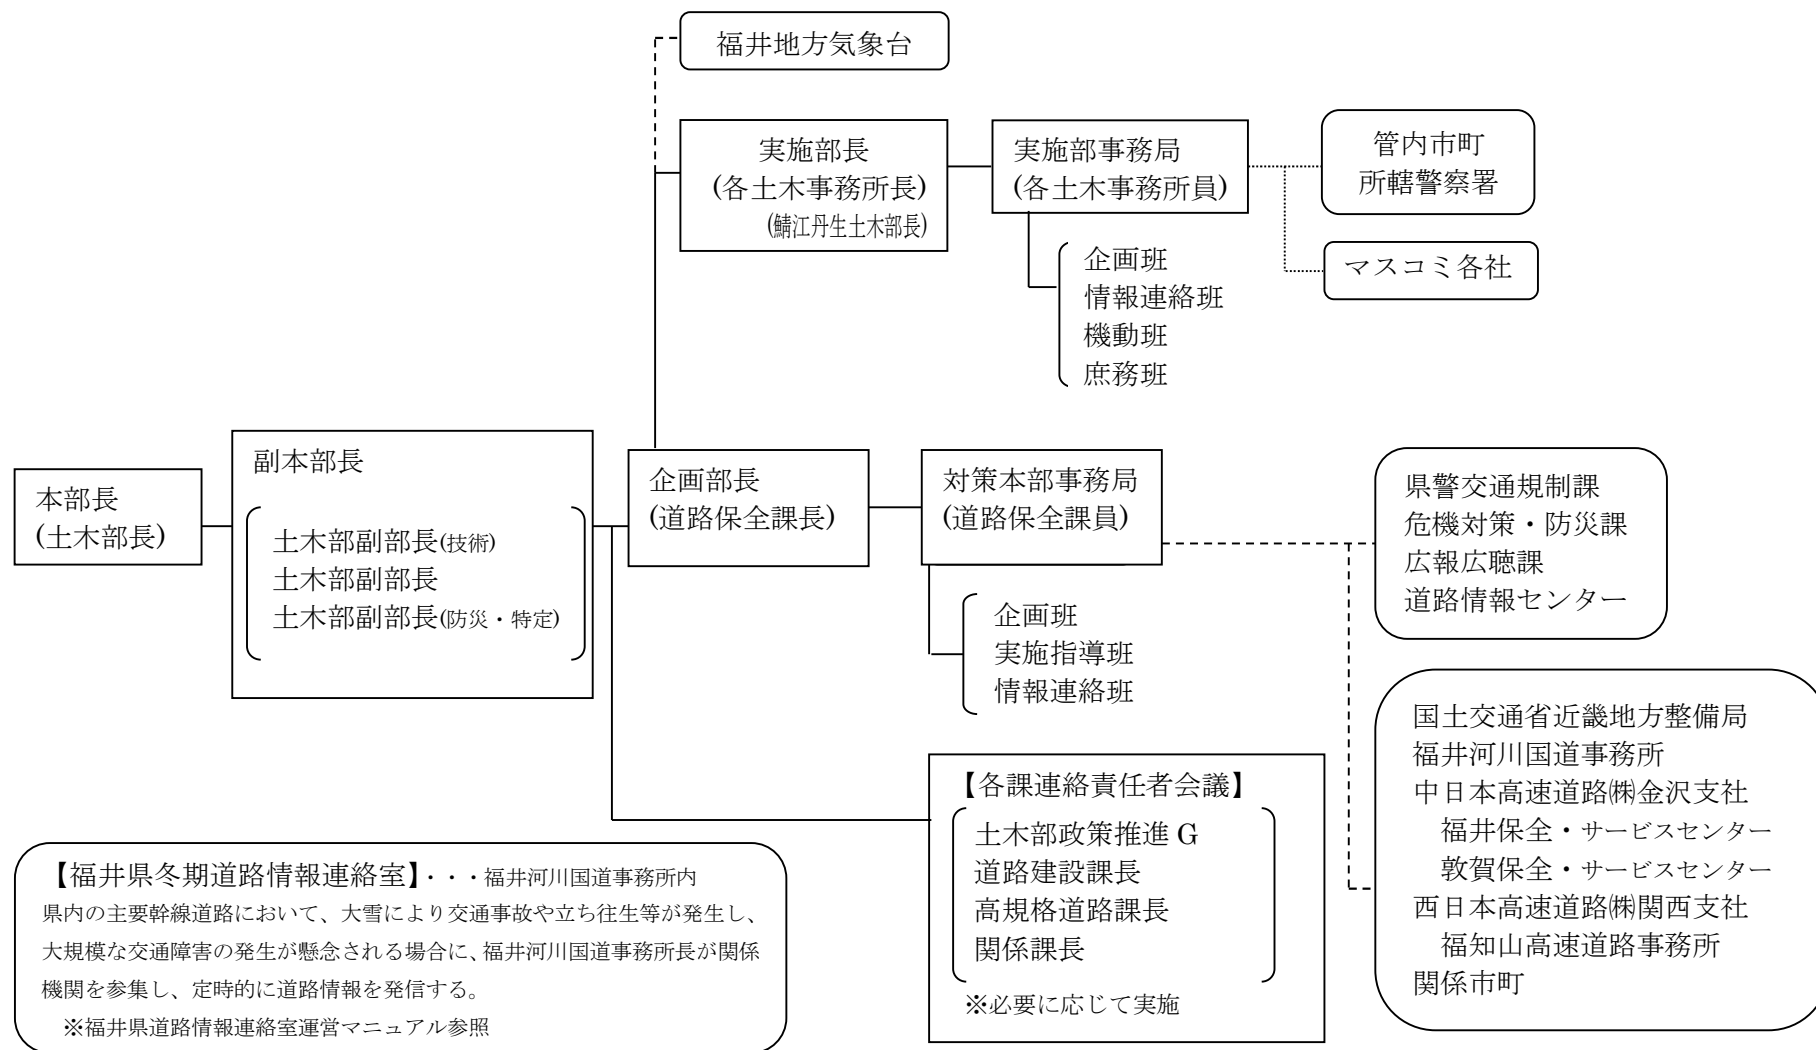 福井地方気象台
実施部長
(各土木事務所長)
(鯖江丹生土木部長)
実施部事務局
(各土木事務所員)
管内市町
所轄警察署
マスコミ各社
企画班
情報連絡班
機動班
庶務班
本部長
(土木部長)
副本部長
土木部副部長(技術)
土木部副部長
土木部副部長(防災・特定)
企画部長
(道路保全課長)
対策本部事務局
(道路保全課員)
企画班
実施指導班
情報連絡班
県警交通規制課
危機対策・防災課
広報広聴課
道路情報センター
国土交通省近畿地方整備局
福井河川国道事務所
中日本高速道路㈱金沢支社
福井保全・サービスセンター
敦賀保全・サービスセンター
西日本高速道路㈱関西支社
福知山高速道路事務所
関係市町
【各課連絡責任者会議】
土木部政策推進 G
道路建設課長
高規格道路課長
関係課長
※必要に応じて実施
【福井県冬期道路情報連絡室】・・・福井河川国道事務所内
県内の主要幹線道路において、大雪により交通事故や立ち往生等が発生し、
大規模な交通障害の発生が懸念される場合に、福井河川国道事務所長が関係
機関を参集し、定時的に道路情報を発信する。
※福井県道路情報連絡室運営マニュアル参照